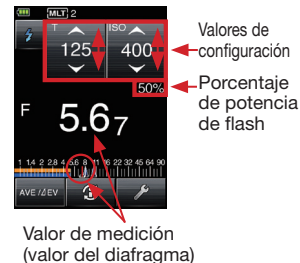 MLT 2
T
ISO
125
400
50%
F 5.67
1 1.4 2 2.8 4 5.6 8 11 16 22 32 45 64 90
AVE/⊿EV
Valores de
configuración
Porcentaje
de potencia
de flash
Valor de medición
(valor del diafragma)